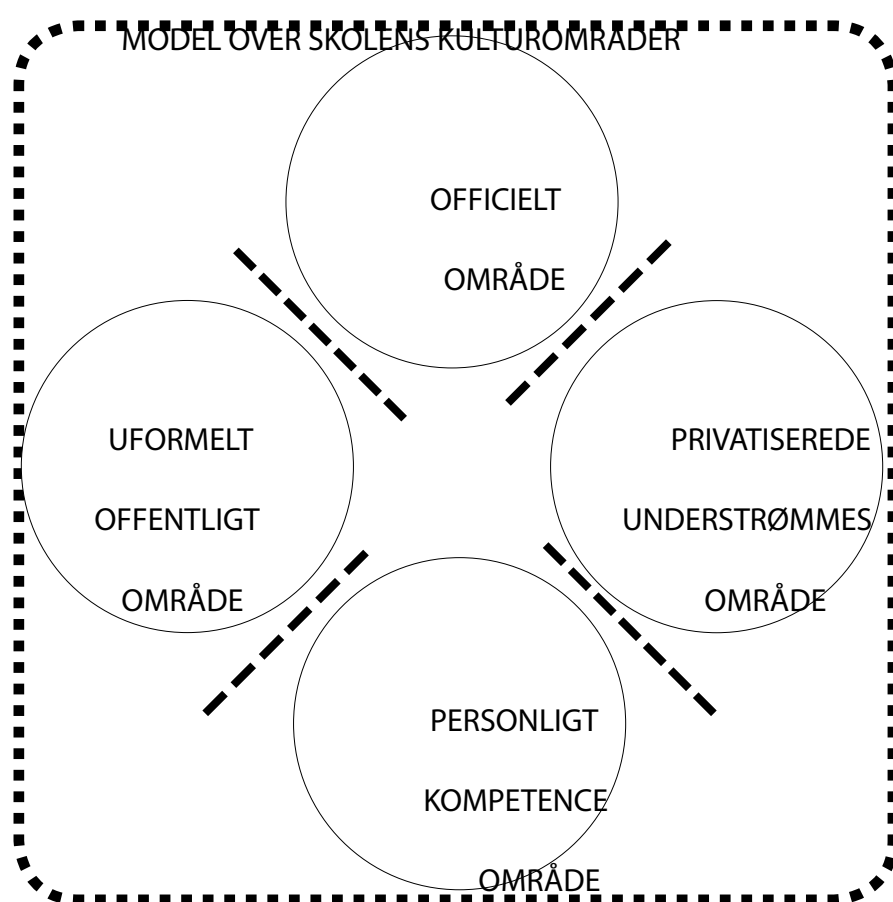 MODEL OVER SKOLENS KULTUROMRÅDER
OFFICIELT
OMRÅDE
UFORMELT
OFFENTLIGT
OMRÅDE
PRIVATISEREDE
UNDERSTRØMMES
OMRÅDE
PERSONLIGT
KOMPETENCE
OMRÅDE